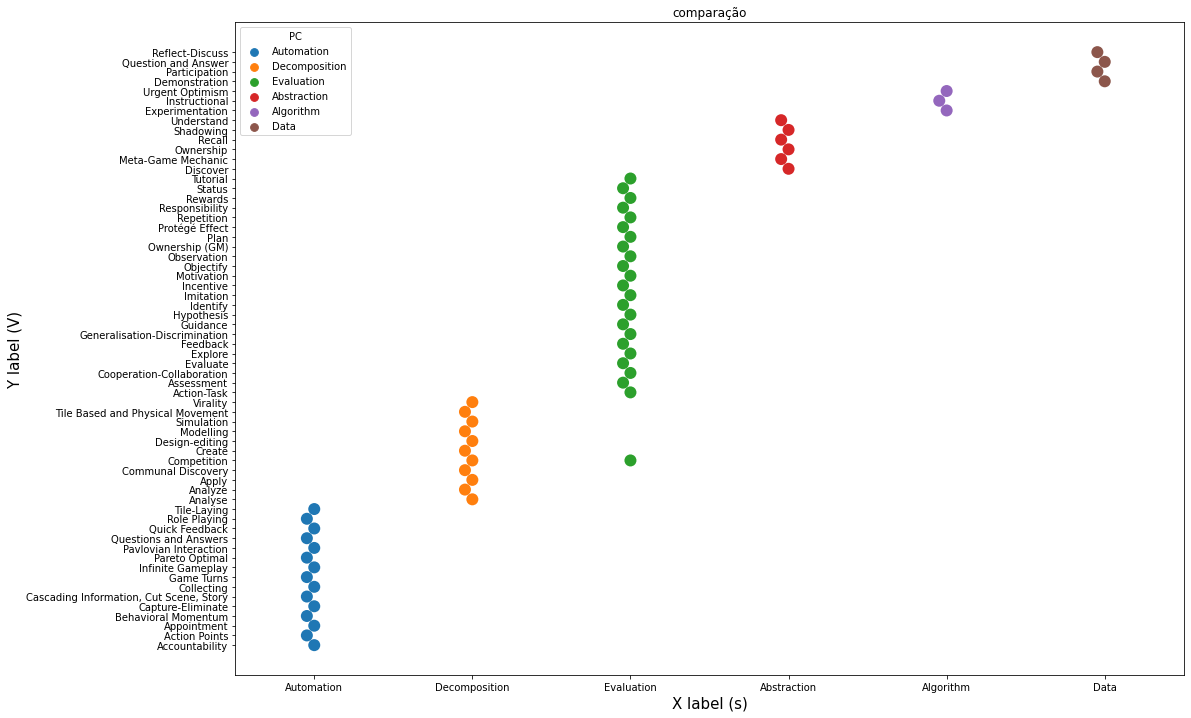 comparação
PC
Automation
Decomposition
Evaluation
Abstraction
Algorithm
Data
Y label (V)
Reflect-Discuss
Question and Answer
Participation
Demonstration
Urgent Optimism
Instructional
Experimentation
Understand
Shadowing
Recall
Ownership
Meta-Game Mechanic
Discover
Tutorial
Status
Rewards
Responsibility
Repetition
Protégé Effect
Plan
Ownership (GM)
Observation
Objectify
Motivation
Incentive
Imitation
Identify
Hypothesis
Guidance
Generalisation-Discrimination
Feedback
Explore
Evaluate
Cooperation-Collaboration
Assessment
Action-Task
Virality
Tile Based and Physical Movement
Simulation
Modelling
Design-editing
Create
Competition
Communal Discovery
Apply
Analyze
Analyse
Tile-Laying
Role Playing
Quick Feedback
Questions and Answers
Pavlovian Interaction
Pareto Optimal
Infinite Gameplay
Game Turns
Collecting
Cascading Information, Cut Scene, Story
Capture-Eliminate
Behavioral Momentum
Appointment
Action Points
Accountability
Automation
Decomposition
Evaluation
Abstraction
Algorithm
Data
X label (s)